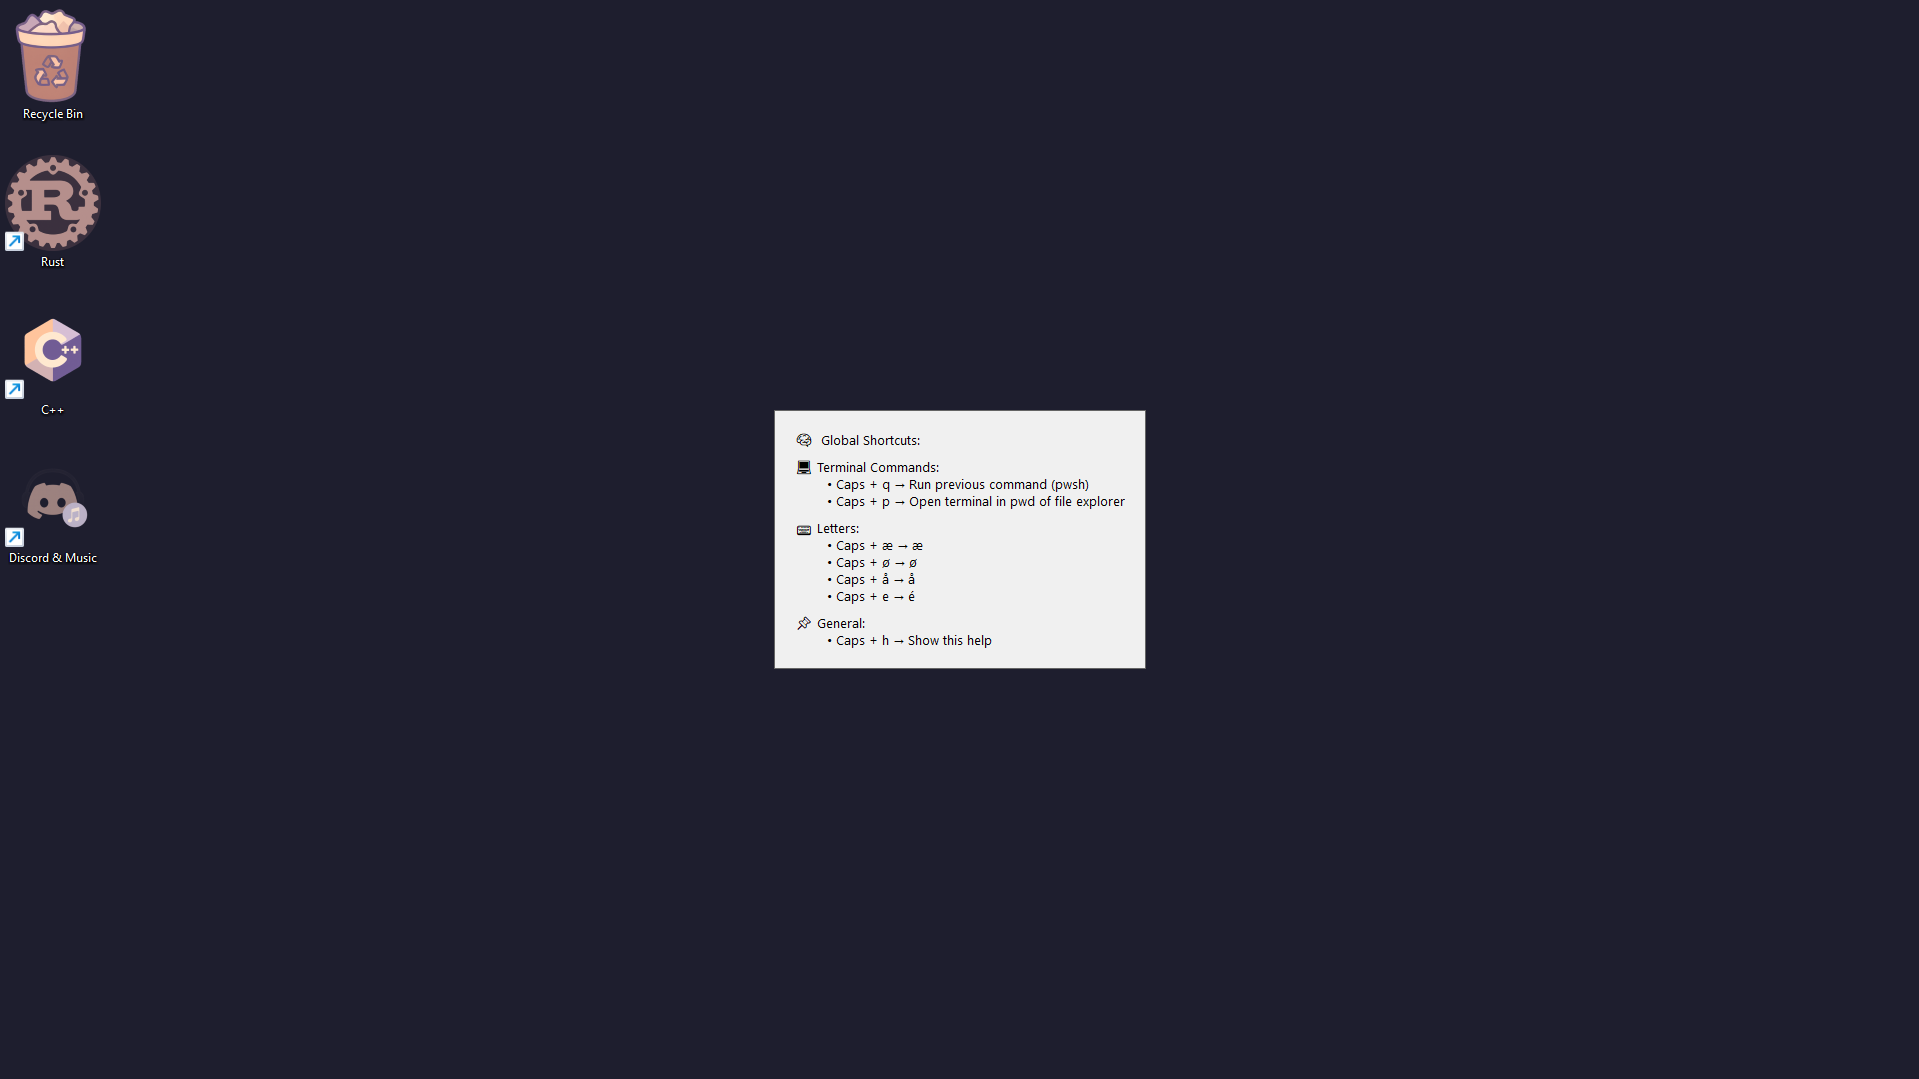 Recycle Bin
R
Rust
C++
C++
Discord & Music
Global Shortcuts:
Terminal Commands:
• Caps + q → Run previous command (pwsh)
• Caps + p → Open terminal in pwd of file explorer
Letters:
• Caps + æ → æ
• Caps + ø → ø
• Caps + å → å
• Caps + e → é
General:
• Caps + h → Show this help